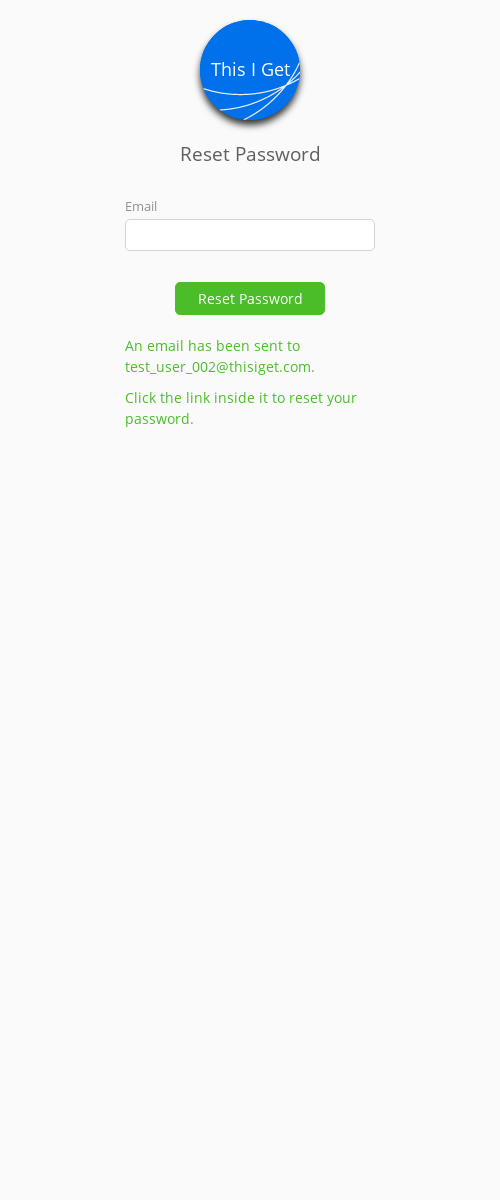 This I Get
Reset Password
Email
Reset Password
An email has been sent to
test_user_002@thisiget.com.
Click the link inside it to reset your
password.